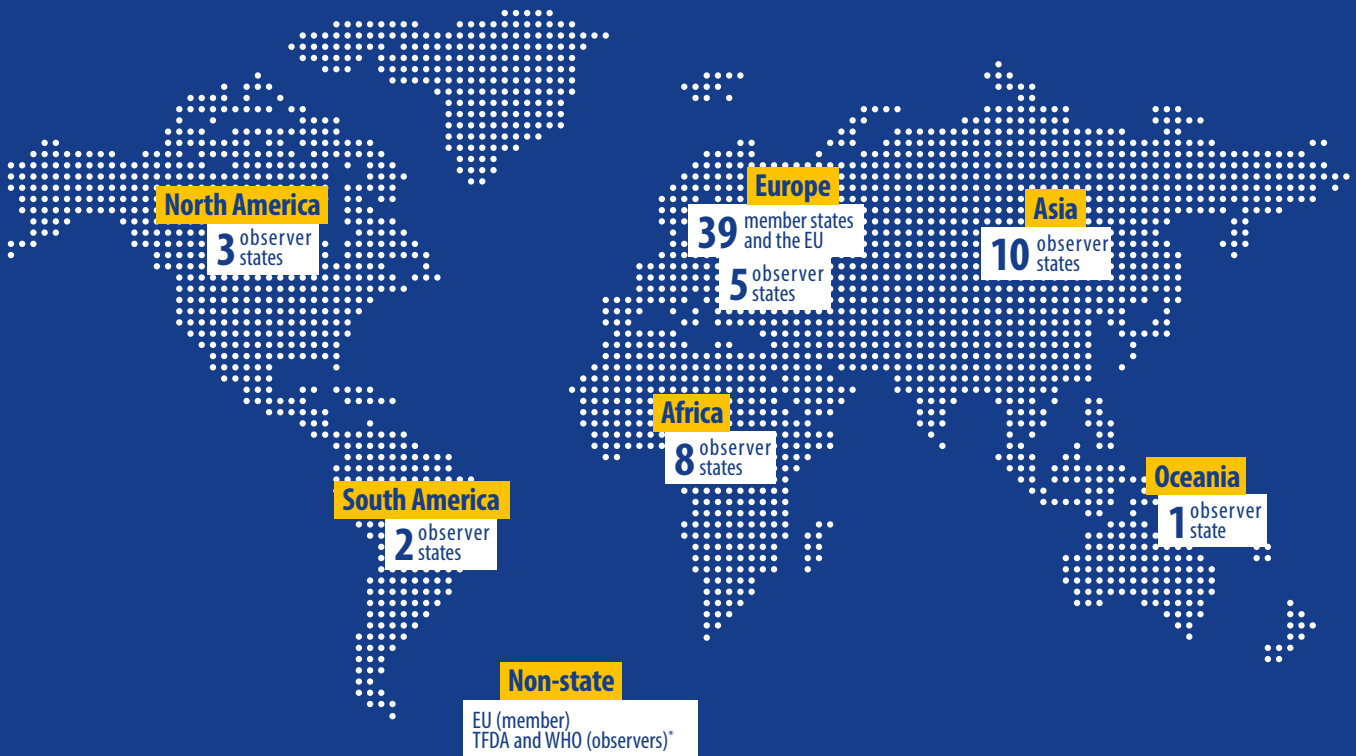 North America
3 observer
states
Europe
39 member states
and the EU
5 observer
states
Asia
10 observer
states
Africa
8 observer
states
South America
2 observer
states
Oceania
1 observer
state
Non-state
EU (member)
TFDA and WHO (observers)*